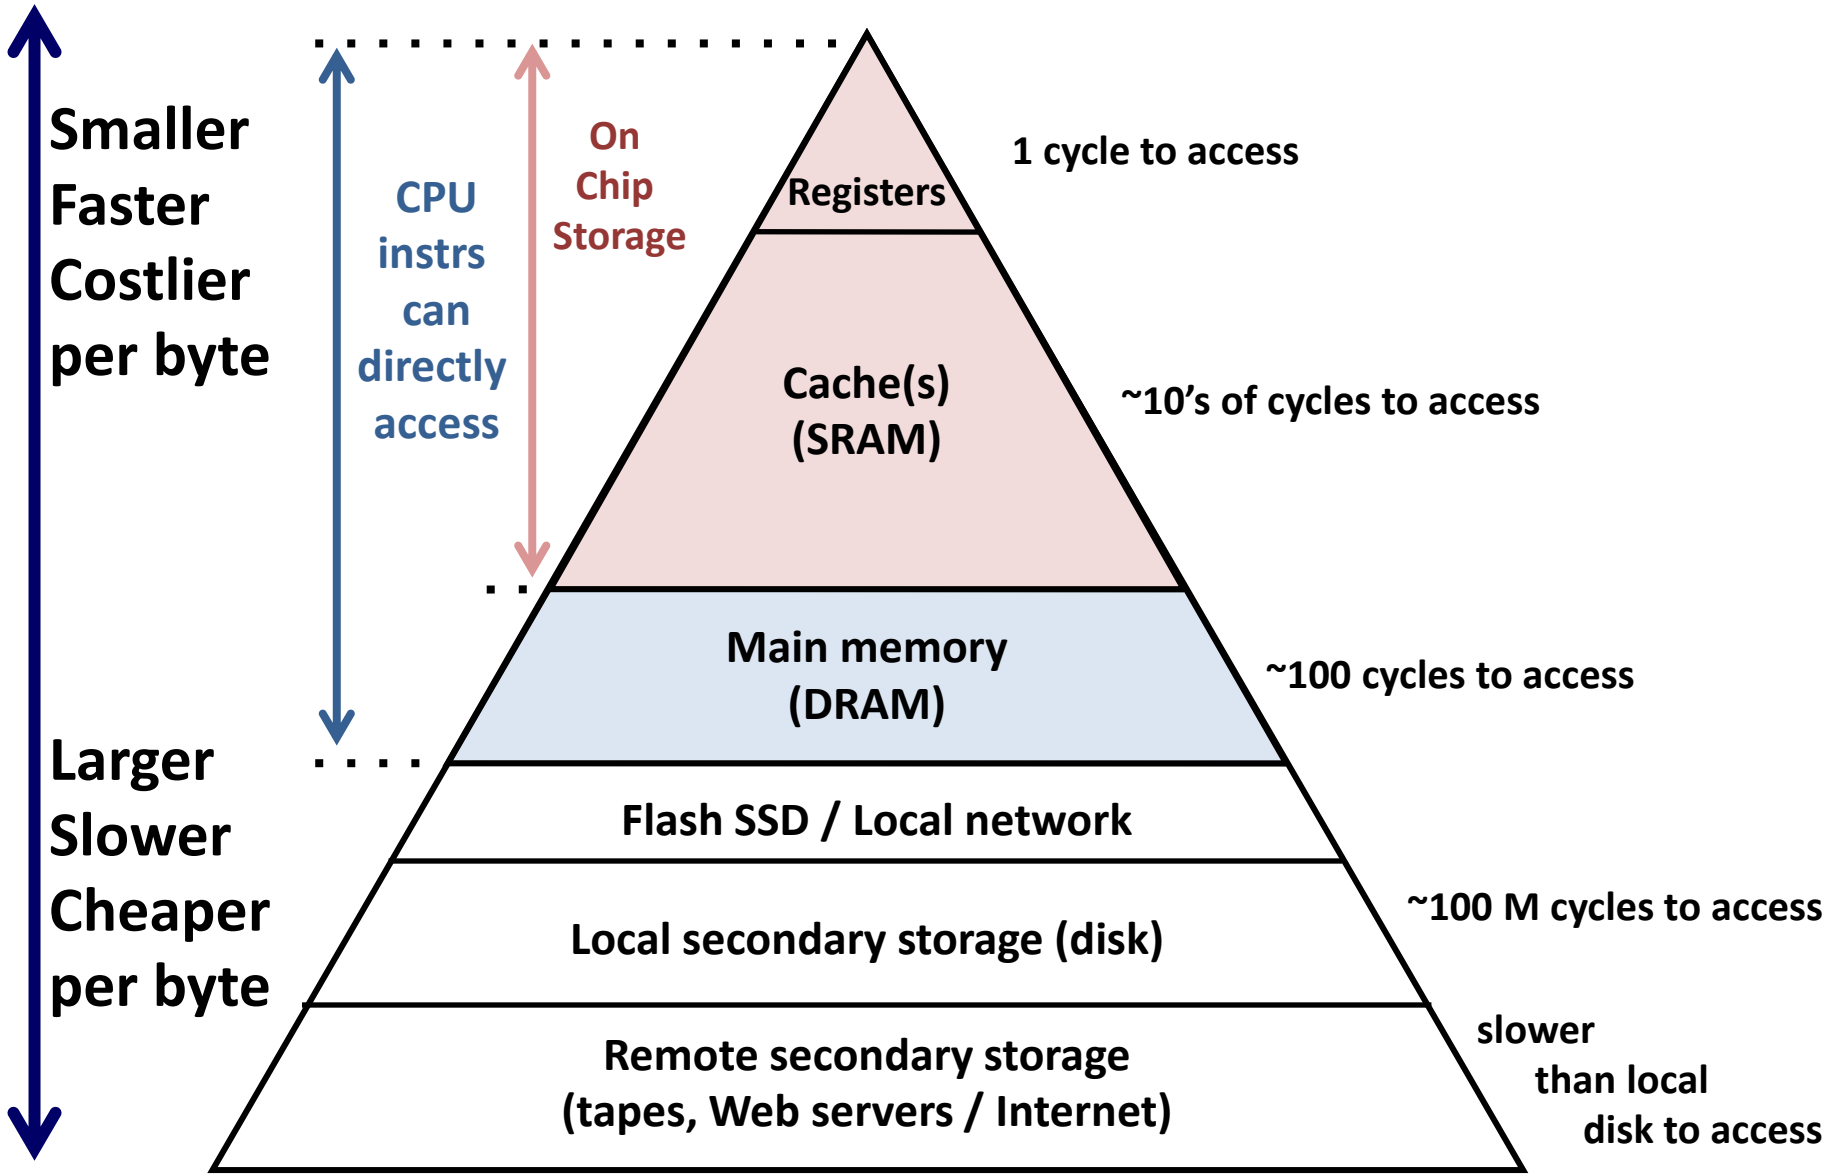 Smaller
Faster
Costlier
per byte
Larger
Slower
Cheaper
per byte
CPU
instrs
can
directly
access
On
Chip
Storage
Registers
1 cycle to access
Cache(s)
(SRAM)
~10’s of cycles to access
Main memory
(DRAM)
~100 cycles to access
Flash SSD / Local network
Local secondary storage (disk)
~100 M cycles to access
Remote secondary storage
(tapes, Web servers / Internet)
slower
than local
disk to access